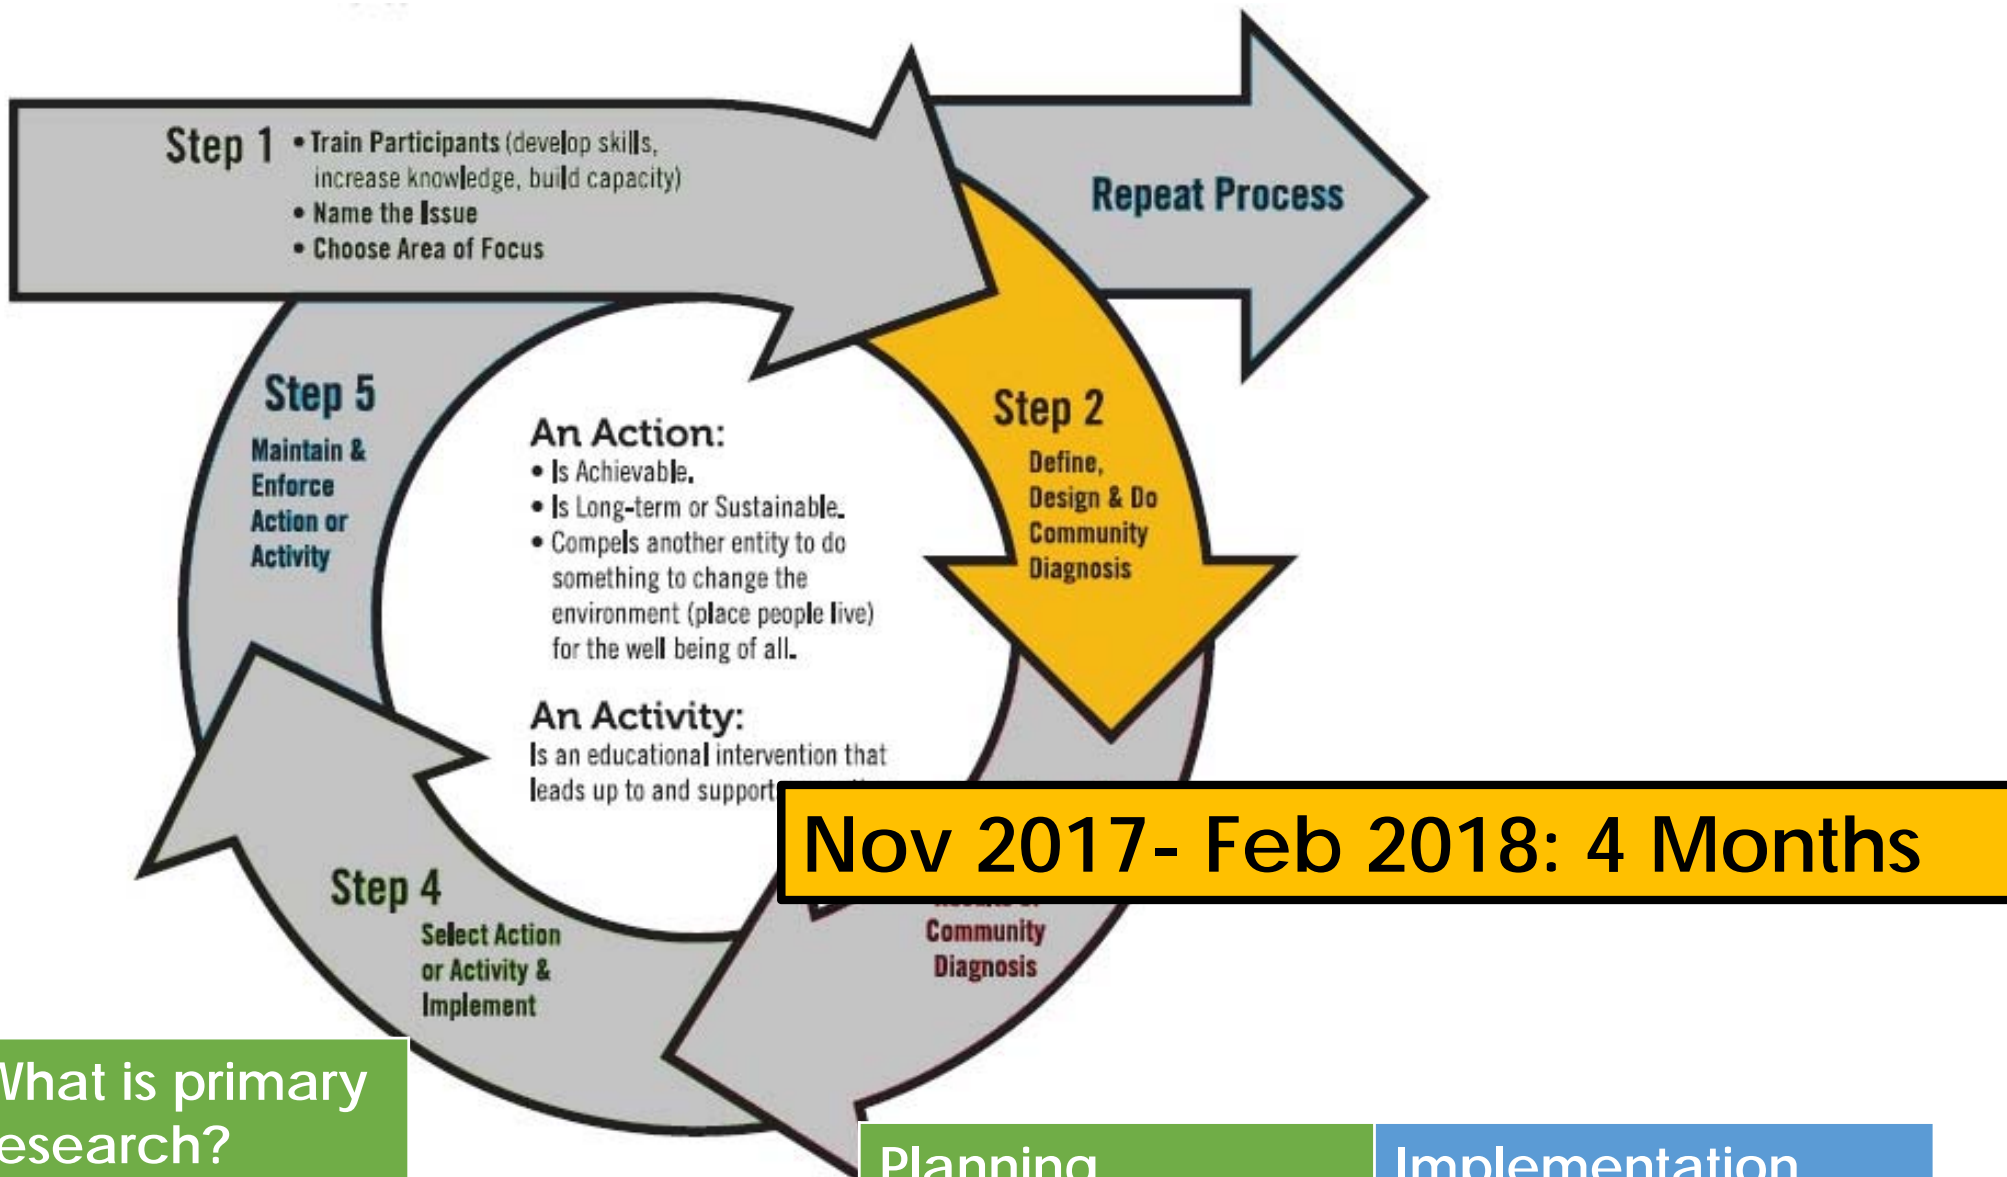 Step 1
• Train Participants (develop skills,
increase knowledge, build capacity)
• Name the Issue
• Choose Area of Focus
Repeat Process
Step 2
Define,
Design & Do
Community
Diagnosis
Step 5
Maintain &
Enforce
Action or
Activity
An Action:
• Is Achievable.
• Is Long-term or Sustainable.
• Compels another entity to do
something to change the
environment (place people live)
for the well being of all.
An Activity:
Is an educational intervention that
leads up to and support
Nov 2017- Feb 2018: 4 Months
Community
Diagnosis
Step 4
Select Action
or Activity &
Implement
What is primary
esearch?
Planning
Implementation